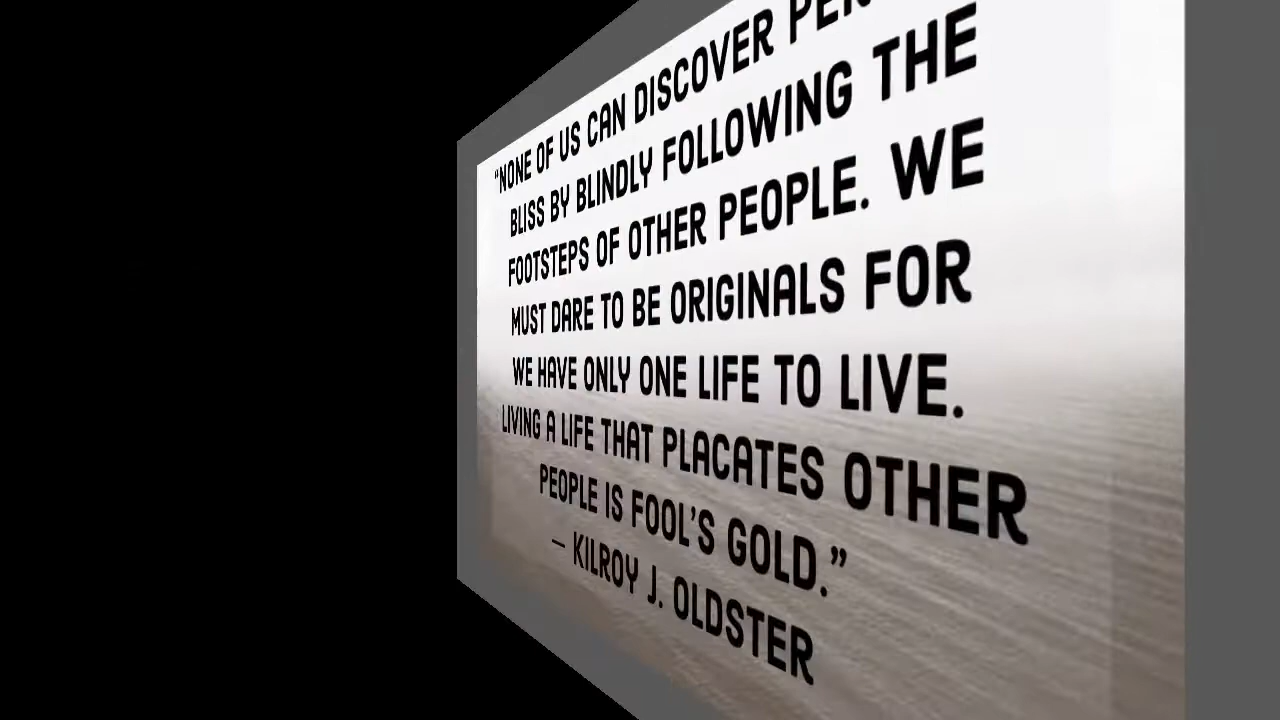 "NONE OF US CAN DISCOVER
BLISS BY BLINDLY FOLLOWING THE
FOOTSTEPS OF OTHER PEOPLE. WE
MUST DARE TO BE ORIGINALS FOR
WE HAVE ONLY ONE LIFE TO LIVE.
LIVING A LIFE THAT PLACATES OTHER
PEOPLE IS FOOL'S GOLD."
– KILROY J. OLDSTER